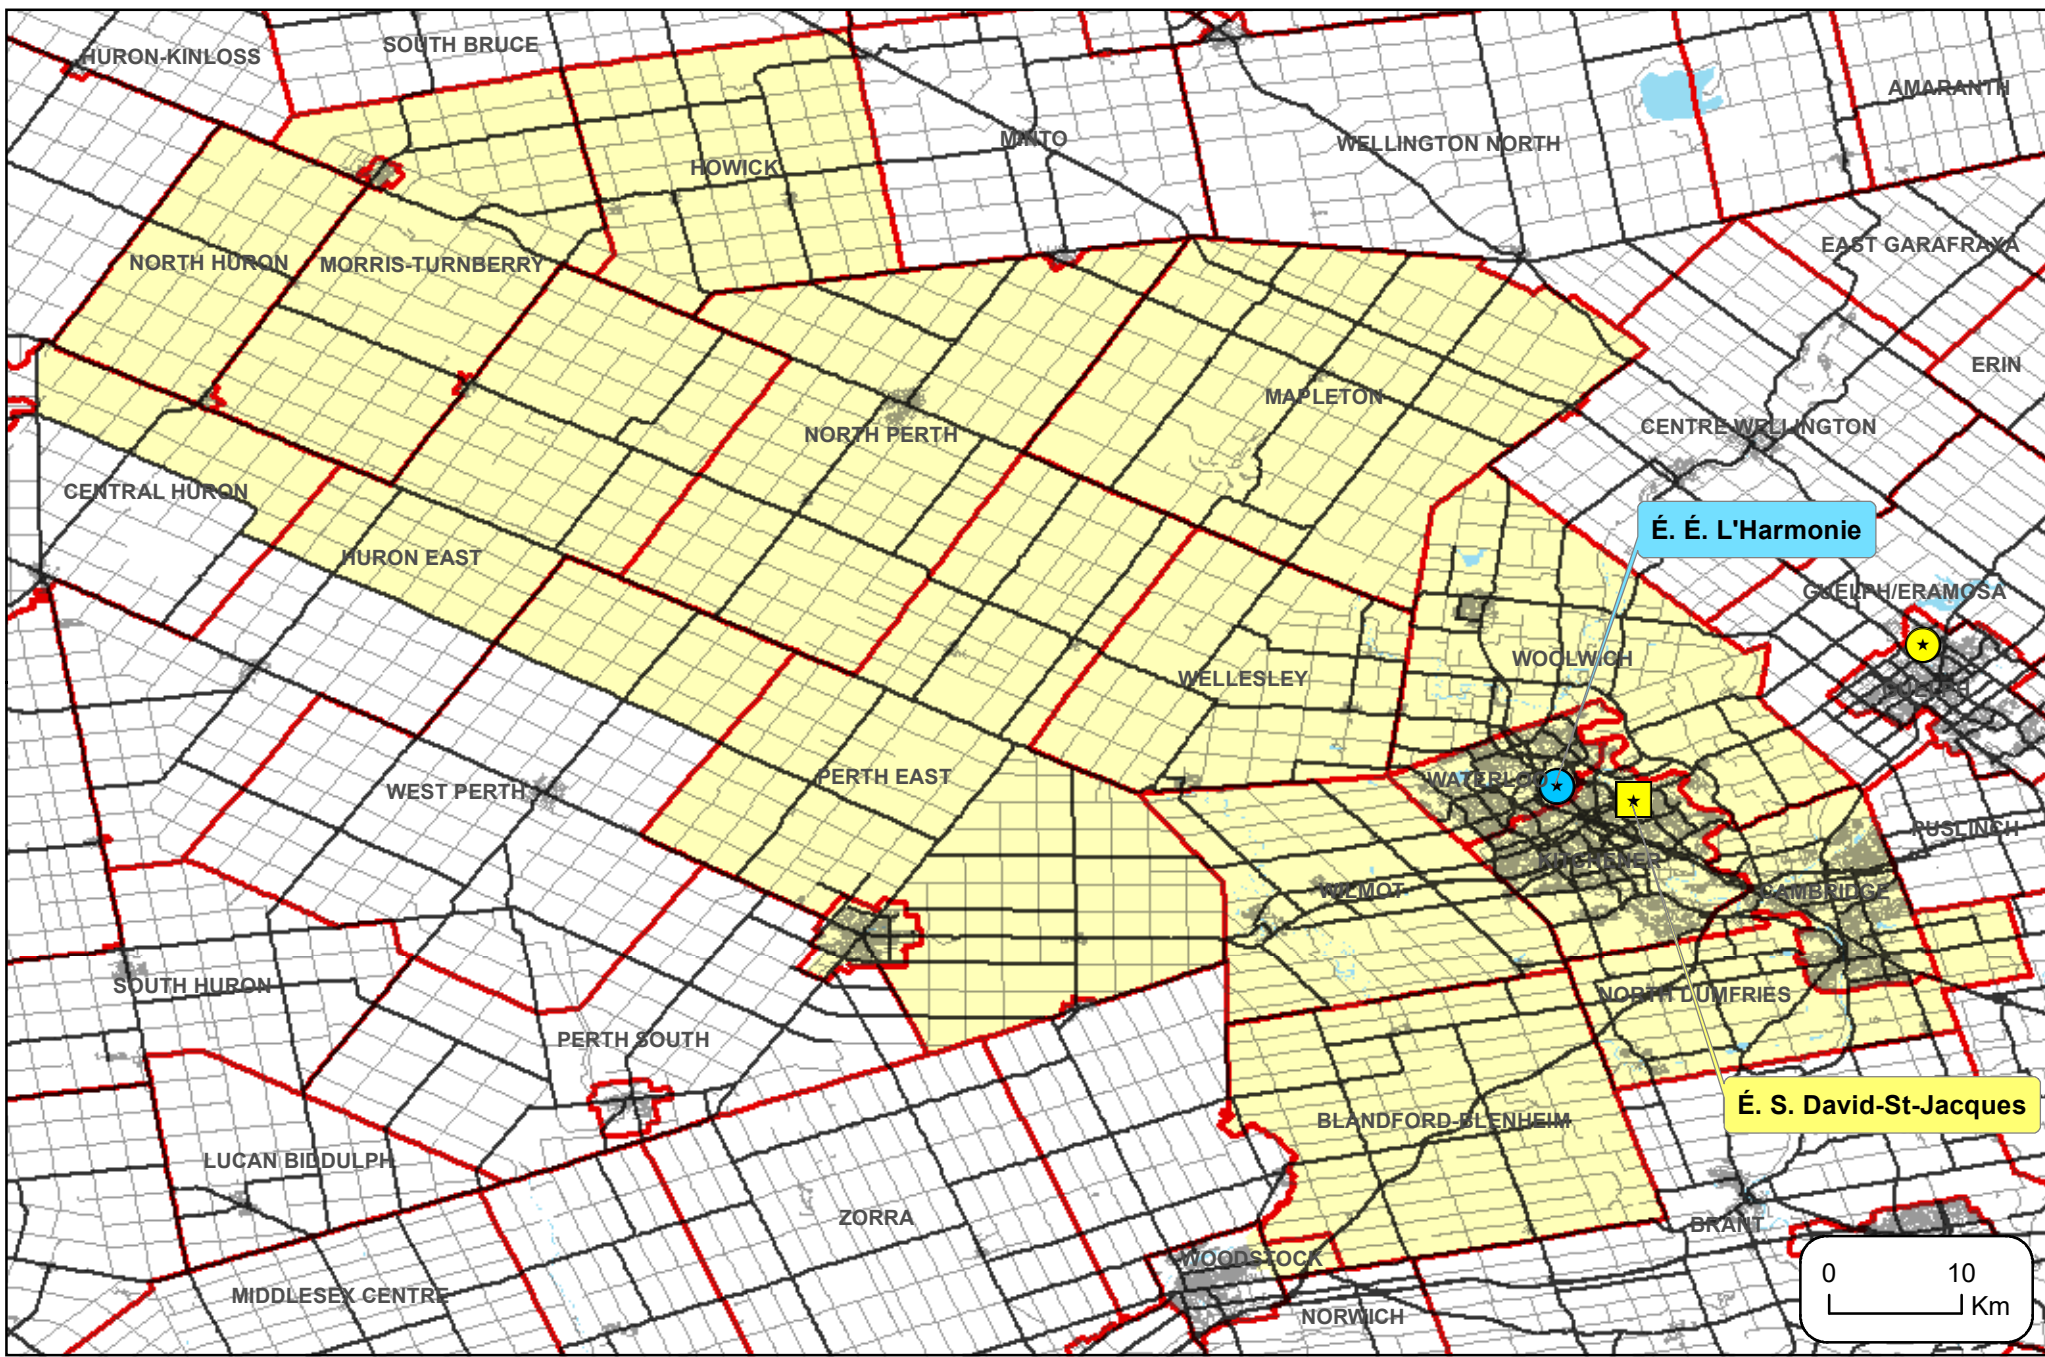 HURON-KINLOSS
SOUTH BRUCE
AMARANTH
MINTO
WELLINGTON NORTH
HOWICK
EAST GARAFRAXA
NORTH HURON
MORRIS-TURNBERRY
ERIN
MAPLETON
NORTH PERTH
CENTRE WELLINGTON
CENTRAL HURON
É. É. L'Harmonie
HURON EAST
GUELPH/ERAMOSA
WOOLWICH
WELLESLEY
GUELPH
PERTH EAST
WATERLOO
WEST PERTH
PUSLINCH
KITCHENER
WILMOT
CAMBRIDGE
SOUTH HURON
NORTH DUMFRIES
PERTH SOUTH
É. S. David-St-Jacques
BLANDFORD-BLENHEIM
LUCAN BIDDULPH
ZORRA
BRANT
WOODSTOCK
MIDDLESEX CENTRE
NORWICH
0 10
Km